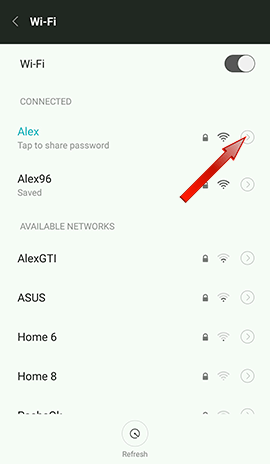 Wi-Fi
Wi-Fi
CONNECTED
Alex
Tap to share password
Alex96
Saved
AVAILABLE NETWORKS
AlexGTI
ASUS
Home 6
Home 8
Refresh